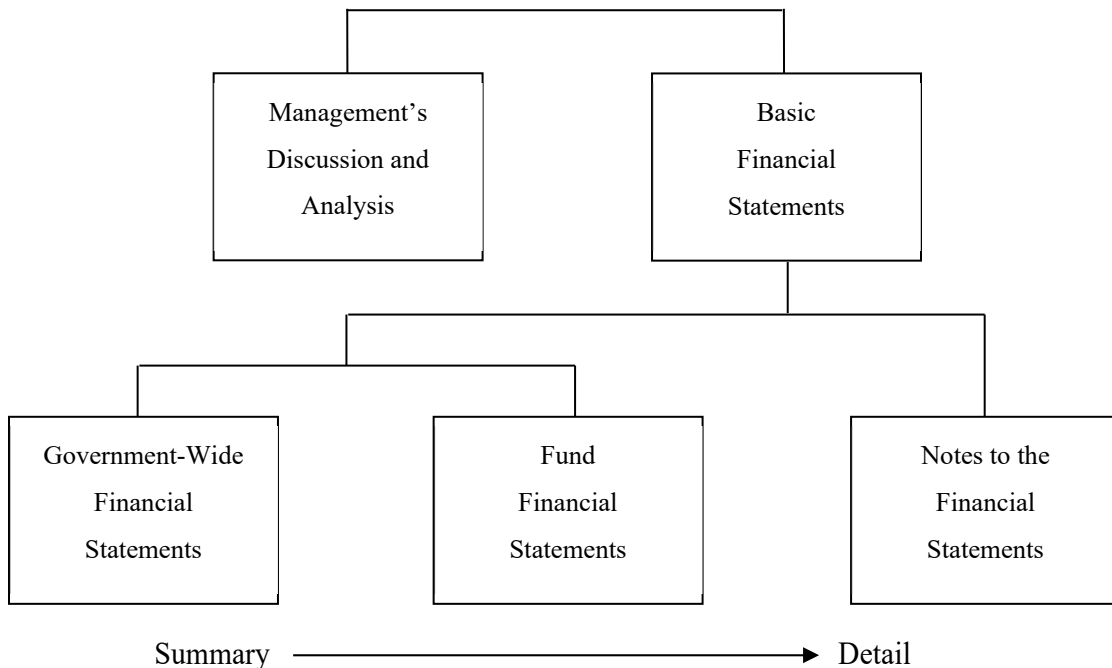 Management’s
Discussion and
Analysis
Basic
Financial
Statements
Government-Wide
Financial
Statements
Fund
Financial
Statements
Notes to the
Financial
Statements
Summary
Detail